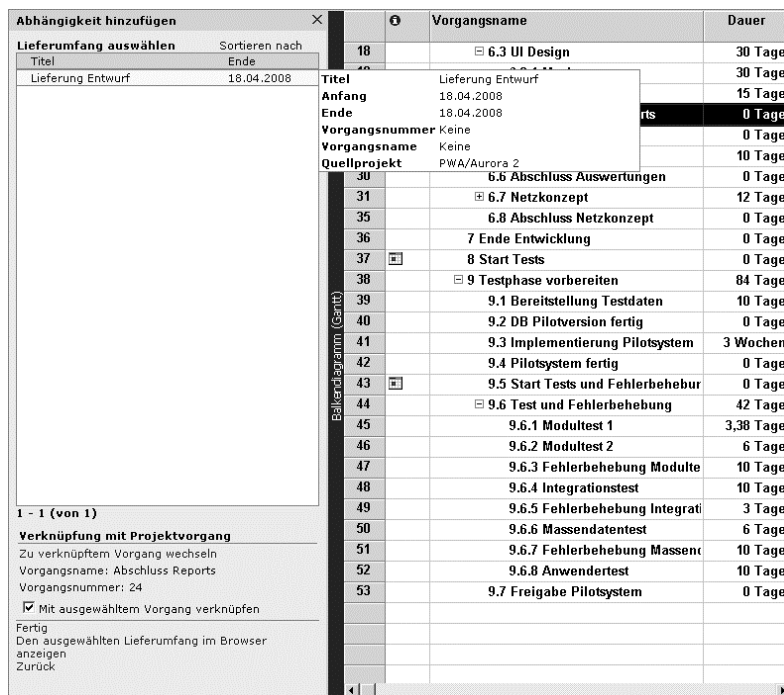 Abhängigkeit hinzufügen
Lieferumfang auswählen Sortieren nach
Titel Ende
Lieferung Entwurf 18.04.2008
Titel Lieferung Entwurf
Anfang 18.04.2008
Ende 18.04.2008
Vorgangsnummer Keine
Vorgangsname Keine
Quellprojekt PWA/Aurora 2
1 - 1 (von 1)
Verknüpfung mit Projektvorgang
Zu verknüpftem Vorgang wechseln
Vorgangsname: Abschluss Reports
Vorgangsnummer: 24
Mit ausgewähltem Vorgang verknüpfen
Fertig
Den ausgewählten Lieferumfang im Browser
anzeigen
Zurück
Balkendiagramm (Gantt)
Vorgangsname Dauer
18 6.3 UI Design 30 Tage
30 Tage
15 Tage
rts 0 Tage
0 Tage
10 Tage
30 6.6 Abschluss Auswertungen 0 Tage
31 6.7 Netzkonzept 12 Tage
35 6.8 Abschluss Netzkonzept 0 Tage
36 7 Ende Entwicklung 0 Tage
37 8 Start Tests 0 Tage
38 9 Testphase vorbereiten 84 Tage
39 9.1 Bereitstellung Testdaten 10 Tage
40 9.2 DB Pilotversion fertig 0 Tage
41 9.3 Implementierung Pilotsystem 3 Wochen
42 9.4 Pilotsystem fertig 0 Tage
43 9.5 Start Tests und Fehlerbehebur 0 Tage
44 9.6 Test und Fehlerbehebung 42 Tage
45 9.6.1 Modultest 1 3,38 Tage
46 9.6.2 Modultest 2 6 Tage
47 9.6.3 Fehlerbehebung Modulte 10 Tage
48 9.6.4 Integrationstest 10 Tage
49 9.6.5 Fehlerbehebung Integrati 3 Tage
50 9.6.6 Massendatentest 6 Tage
51 9.6.7 Fehlerbehebung Massend 10 Tage
52 9.6.8 Anwendertest 10 Tage
53 9.7 Freigabe Pilotsystem 0 Tage